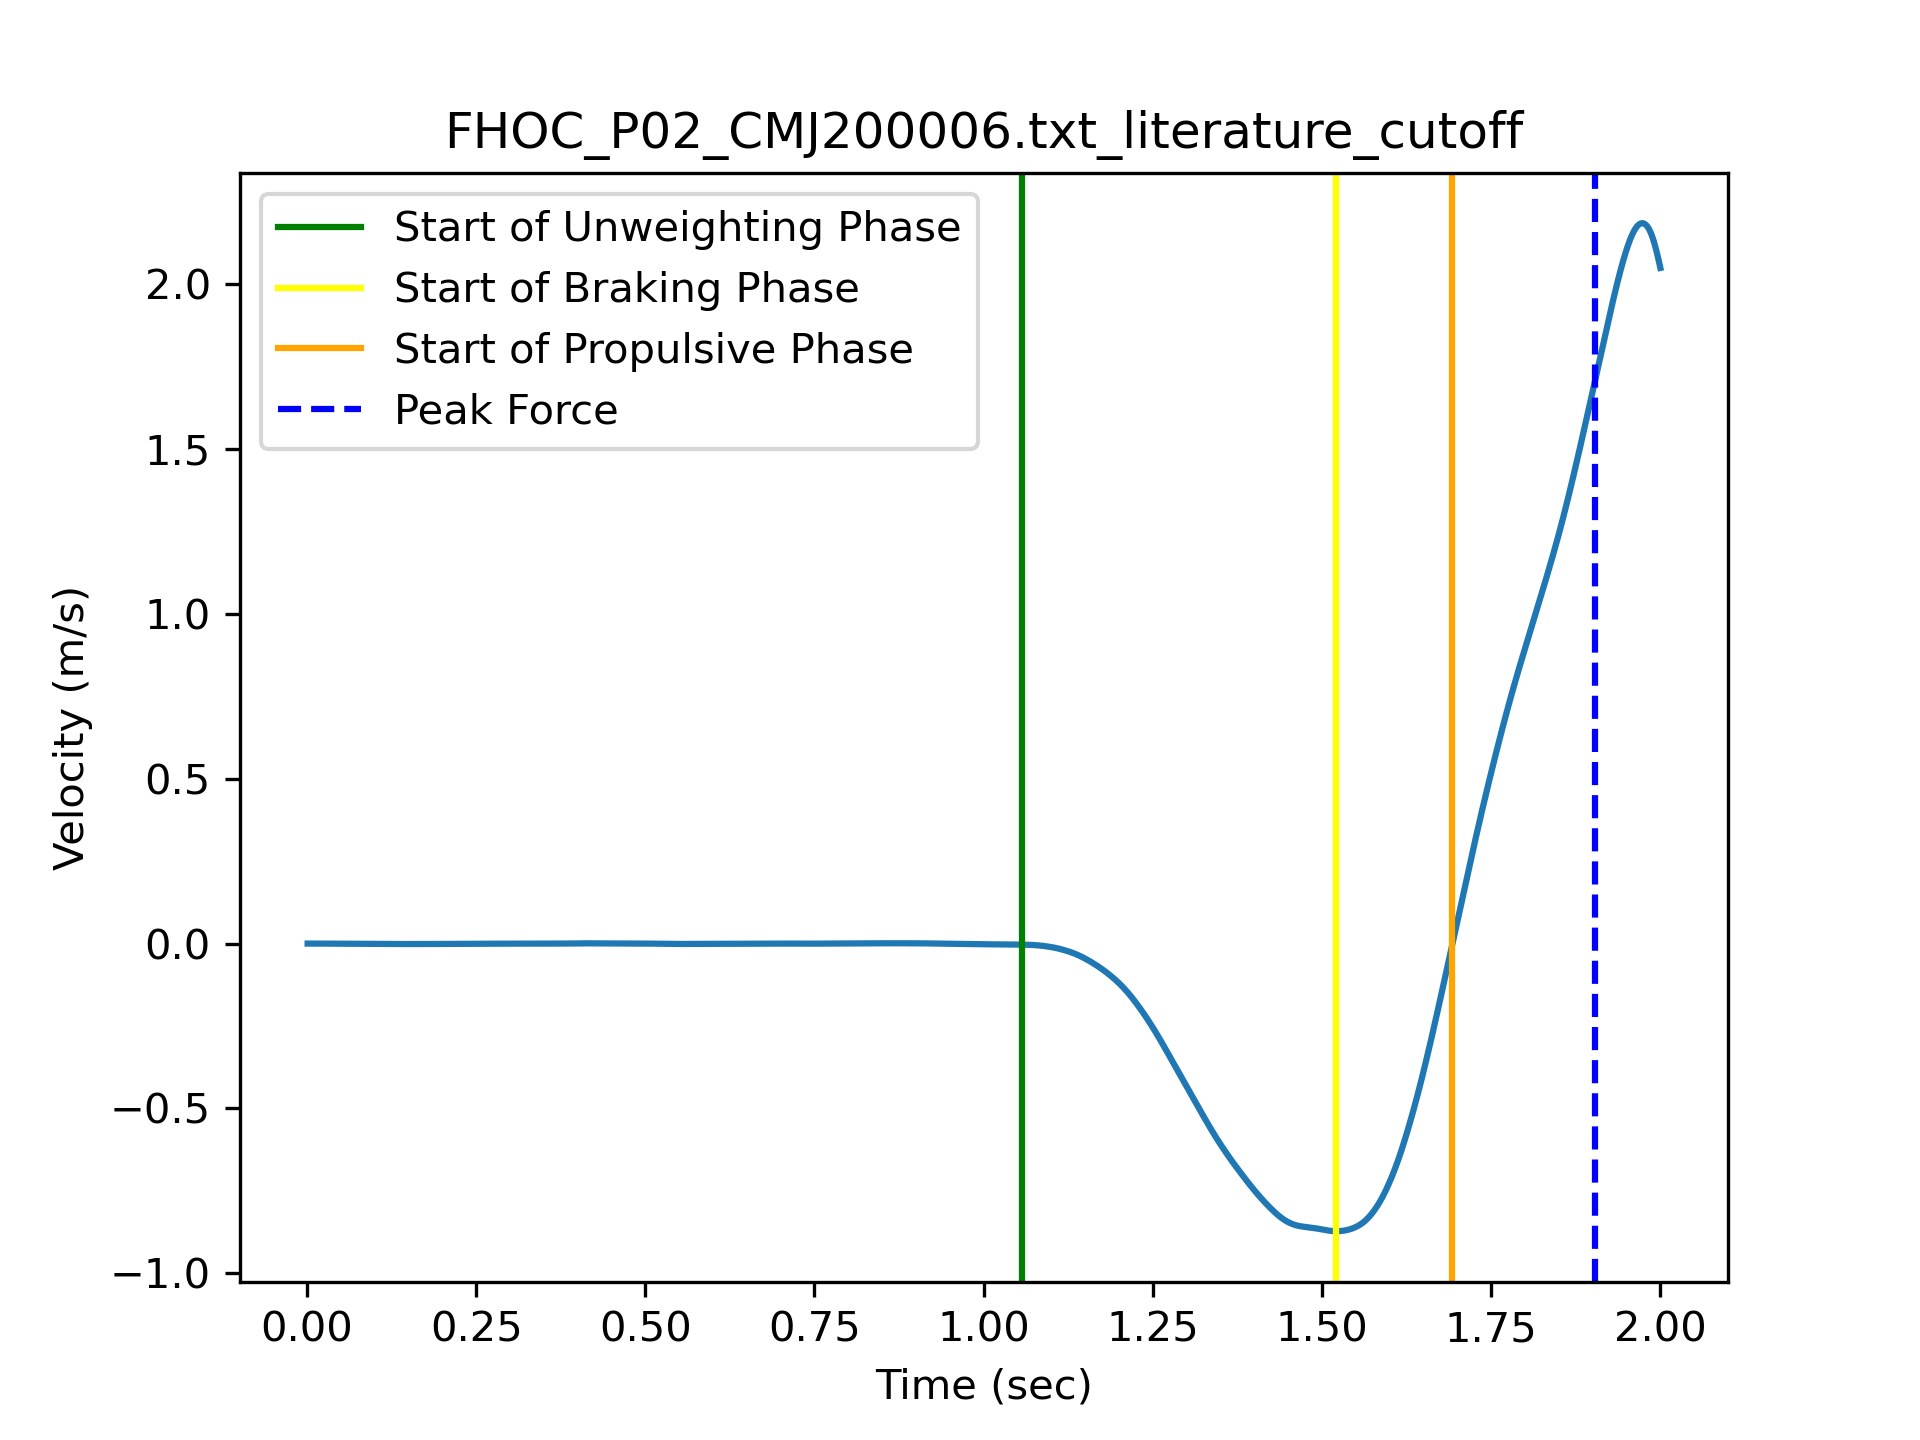 FHOC_P02_CMJ200006.txt_literature_cutoff
Start of Unweighting Phase
Start of Braking Phase
Start of Propulsive Phase
Peak Force
Velocity (m/s)
2.0
1.5
1.0
0.5
0.0
−0.5
−1.0
0.00 0.25 0.50 0.75 1.00 1.25 1.50 1.75 2.00
Time (sec)